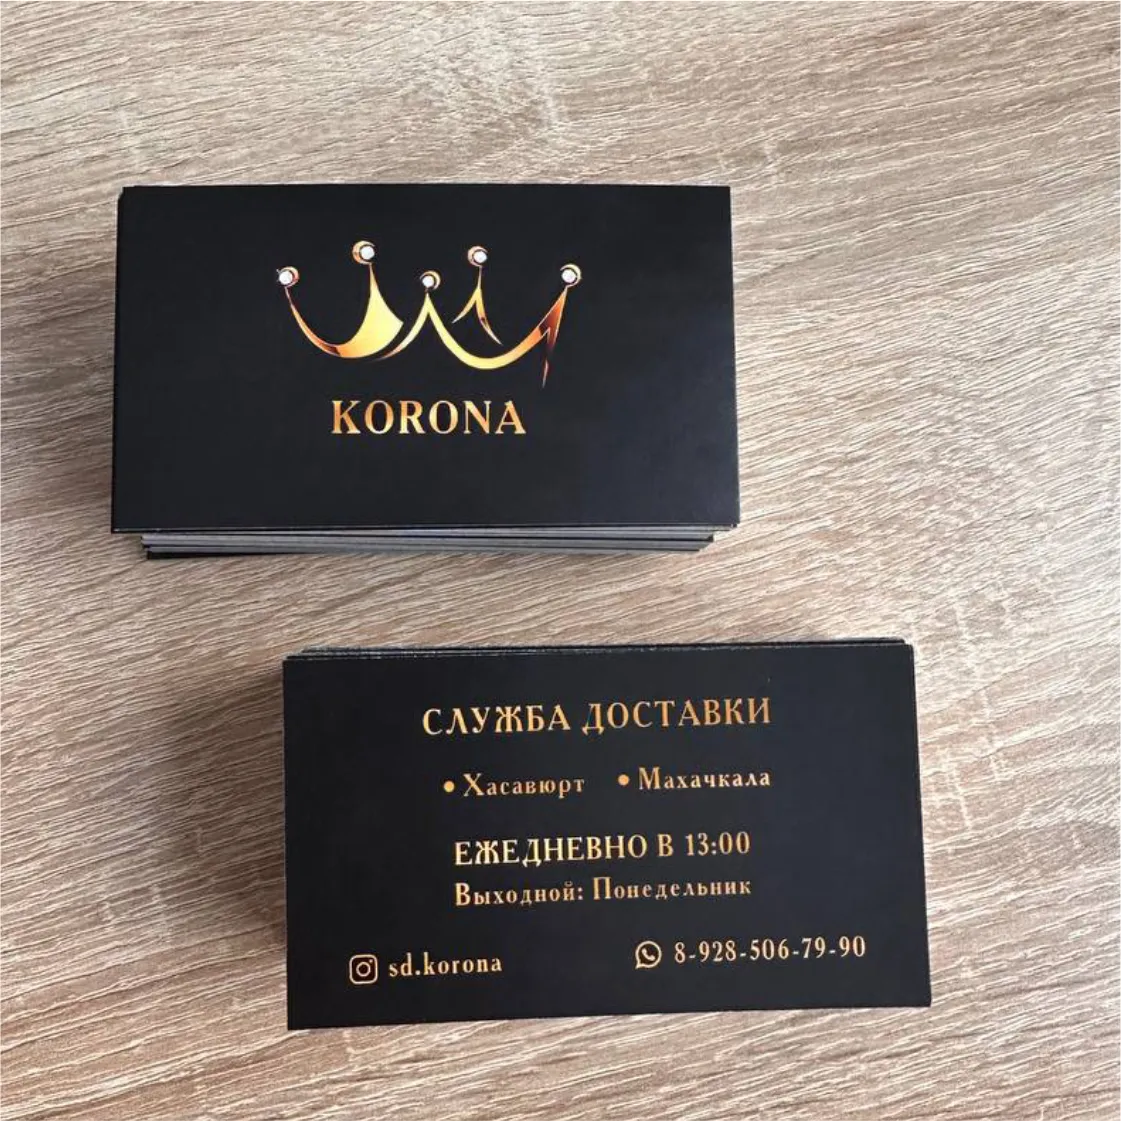 KORONA
СЛУЖБА ДОСТАВКИ
• Хасавюрт • Махачкала
ЕЖЕДНЕВНО В 13:00
Выходной: Понедельник
sd.korona 8-928-506-79-90